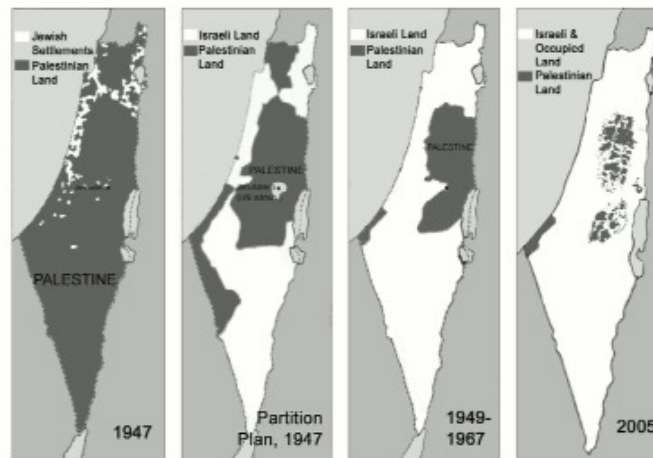 Jewish
Settlements
Palestinian
Land
PALESTINE
1947
Israeli Land
Palestinian
Land
PALESTINE
Partition
Plan, 1947
Israeli Land
Palestinian
Land
PALESTINE
1949-
1967
Israeli &
Occupied
Land
Palestinian
Land
2005